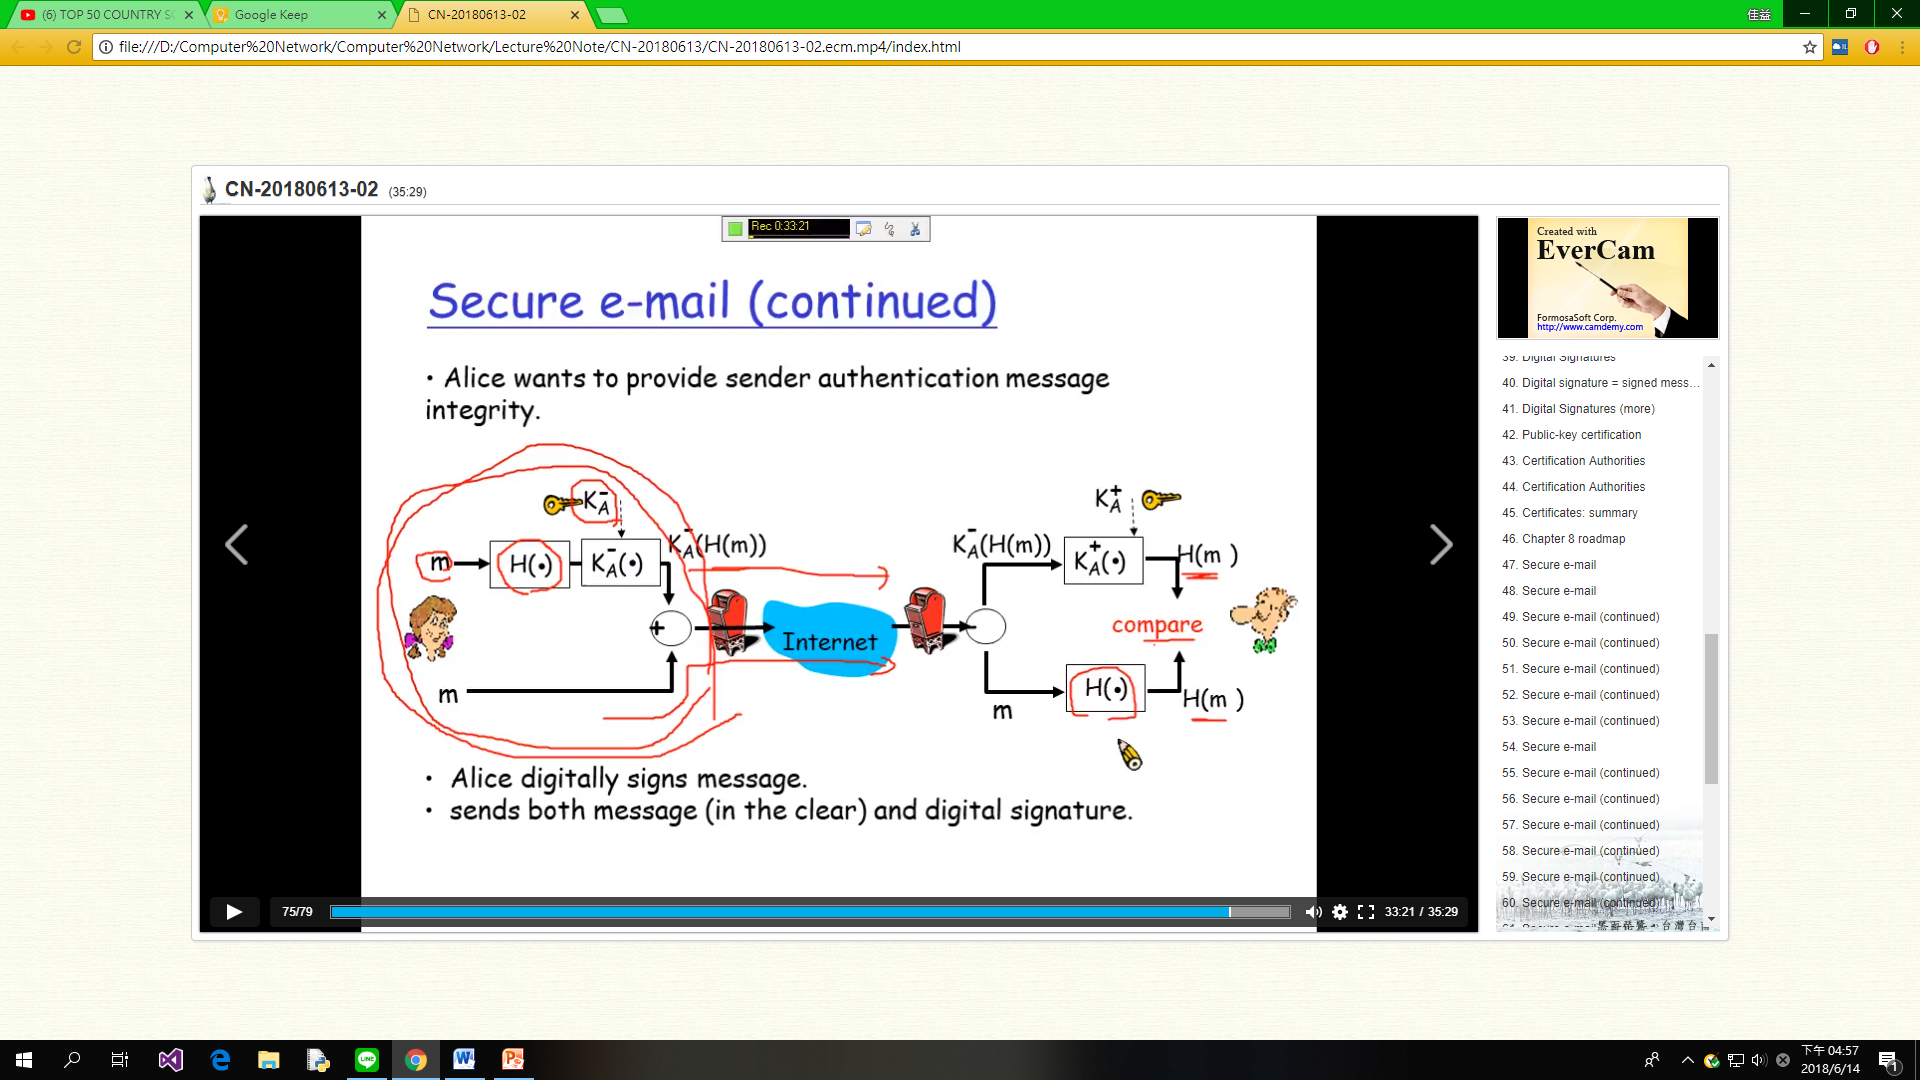 (6) TOP 50 COUNTRY SO
Google Keep
CN-20180613-02
佳益
file:///D:/Computer%20Network/Computer%20Network/Lecture%20Note/CN-20180613/CN-20180613-02.ecm.mp4/index.html
CN-20180613-02 (35:29)
Rec 0:33:21
Secure e-mail (continued)
• Alice wants to provide sender authentication message
integrity.
K_A^-
m
H(•)
K_A^-(•)
K_A^-(H(m))
+
m
Internet
K_A^+
K_A^-(H(m))
K_A^+(•)
H(m )
compare
-
m
H(•)
H(m )
• Alice digitally signs message.
• sends both message (in the clear) and digital signature.
75/79
33:21 / 35:29
Created with
EverCam
FormosaSoft Corp.
http://www.camdemy.com
39. Digital Signatures
40. Digital signature = signed mess...
41. Digital Signatures (more)
42. Public-key certification
43. Certification Authorities
44. Certification Authorities
45. Certificates: summary
46. Chapter 8 roadmap
47. Secure e-mail
48. Secure e-mail
49. Secure e-mail (continued)
50. Secure e-mail (continued)
51. Secure e-mail (continued)
52. Secure e-mail (continued)
53. Secure e-mail (continued)
54. Secure e-mail
55. Secure e-mail (continued)
56. Secure e-mail (continued)
57. Secure e-mail (continued)
58. Secure e-mail (continued)
59. Secure e-mail (continued)
60. Secure e-mail (continued)
LINE
下午 04:57
2018/6/14
1